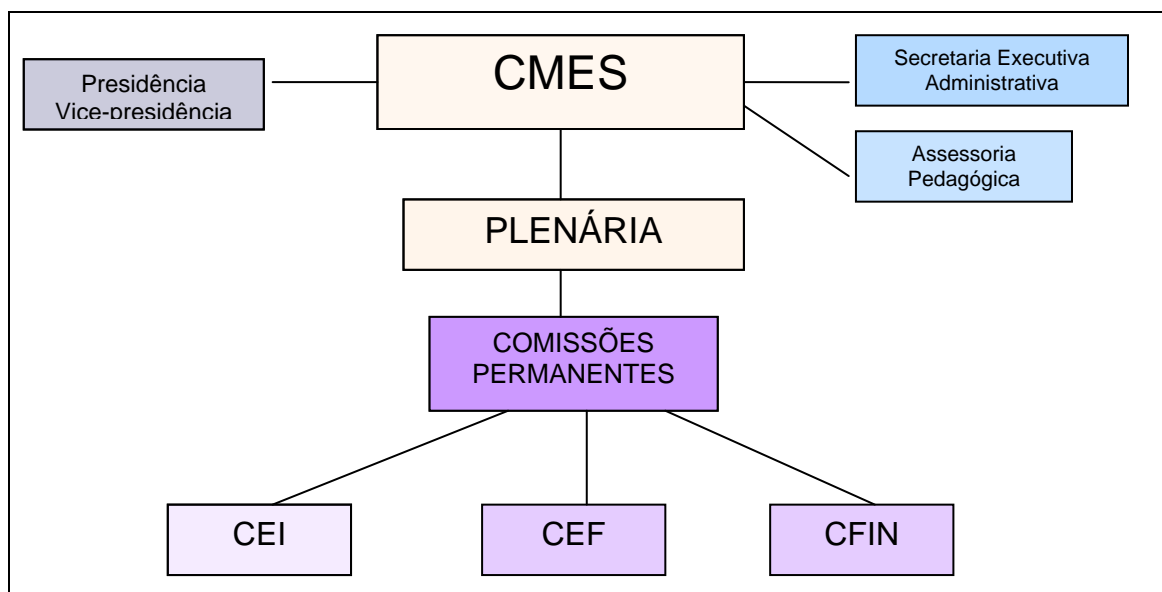 Presidência
Vice-presidência
CMES
Secretaria Executiva
Administrativa
Assessoria
Pedagógica
PLENÁRIA
COMISSÕES
PERMANENTES
CEI
CEF
CFIN